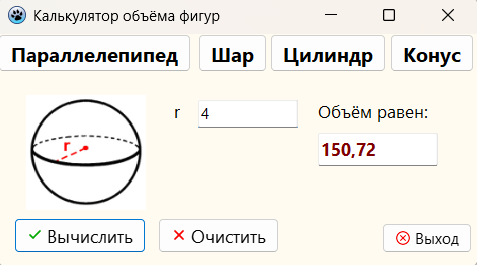 Калькулятор объёма фигур
Параллелепипед Шар Цилиндр Конус
r 4 Объём равен:
r
150,72
Вычислить Очистить Выход